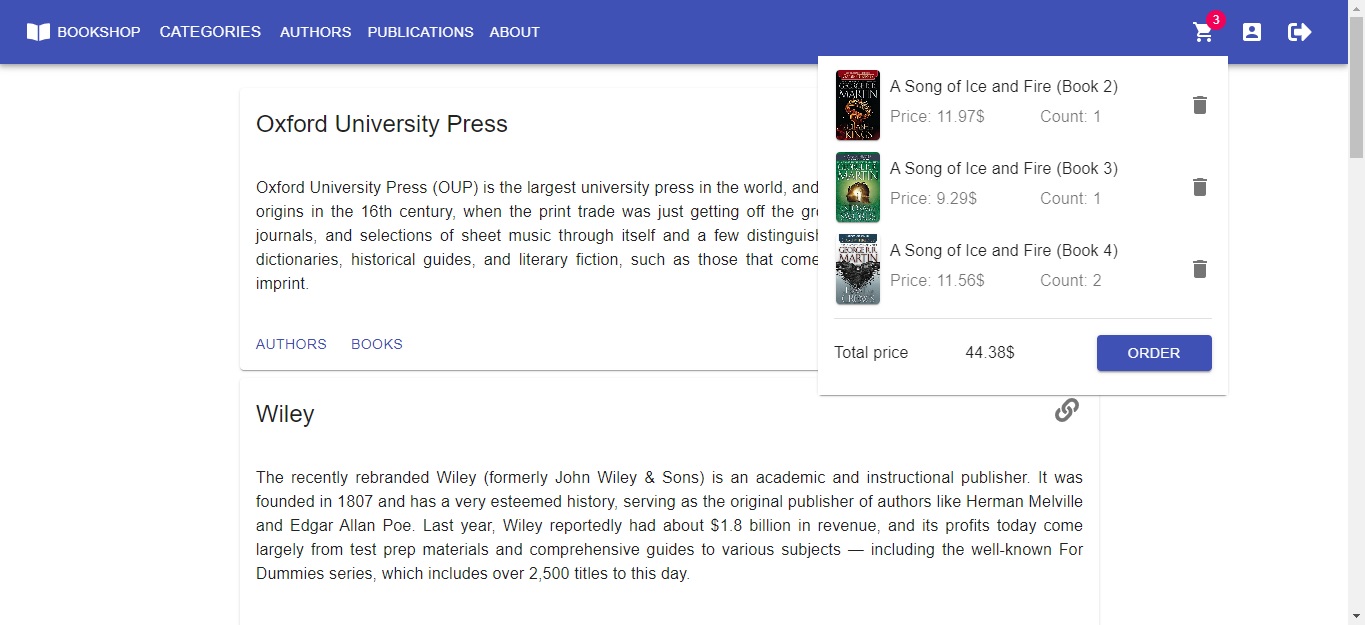 BOOKSHOP CATEGORIES AUTHORS PUBLICATIONS ABOUT 3
Oxford University Press
Oxford University Press (OUP) is the largest university press in the world, and
origins in the 16th century, when the print trade was just getting off the
journals, and selections of sheet music through itself and a few
dictionaries, historical guides, and literary fiction, such as those that come
imprint.
AUTHORS BOOKS
A Song of Ice and Fire (Book 2)
Price: 11.97$ Count: 1
MARTIN
KINGS
A Song of Ice and Fire (Book 3)
Price: 9.29$ Count: 1
MARTIN
SWORDS
A Song of Ice and Fire (Book 4)
Price: 11.56$ Count: 2
GEORGE R.R.
MARTIN
CROWS
Total price 44.38$ ORDER
Wiley
The recently rebranded Wiley (formerly John Wiley & Sons) is an academic and instructional publisher. It was
founded in 1807 and has a very esteemed history, serving as the original publisher of authors like Herman Melville
and Edgar Allan Poe. Last year, Wiley reportedly had about $1.8 billion in revenue, and its profits today come
largely from test prep materials and comprehensive guides to various subjects — including the well-known For
Dummies series, which includes over 2,500 titles to this day.